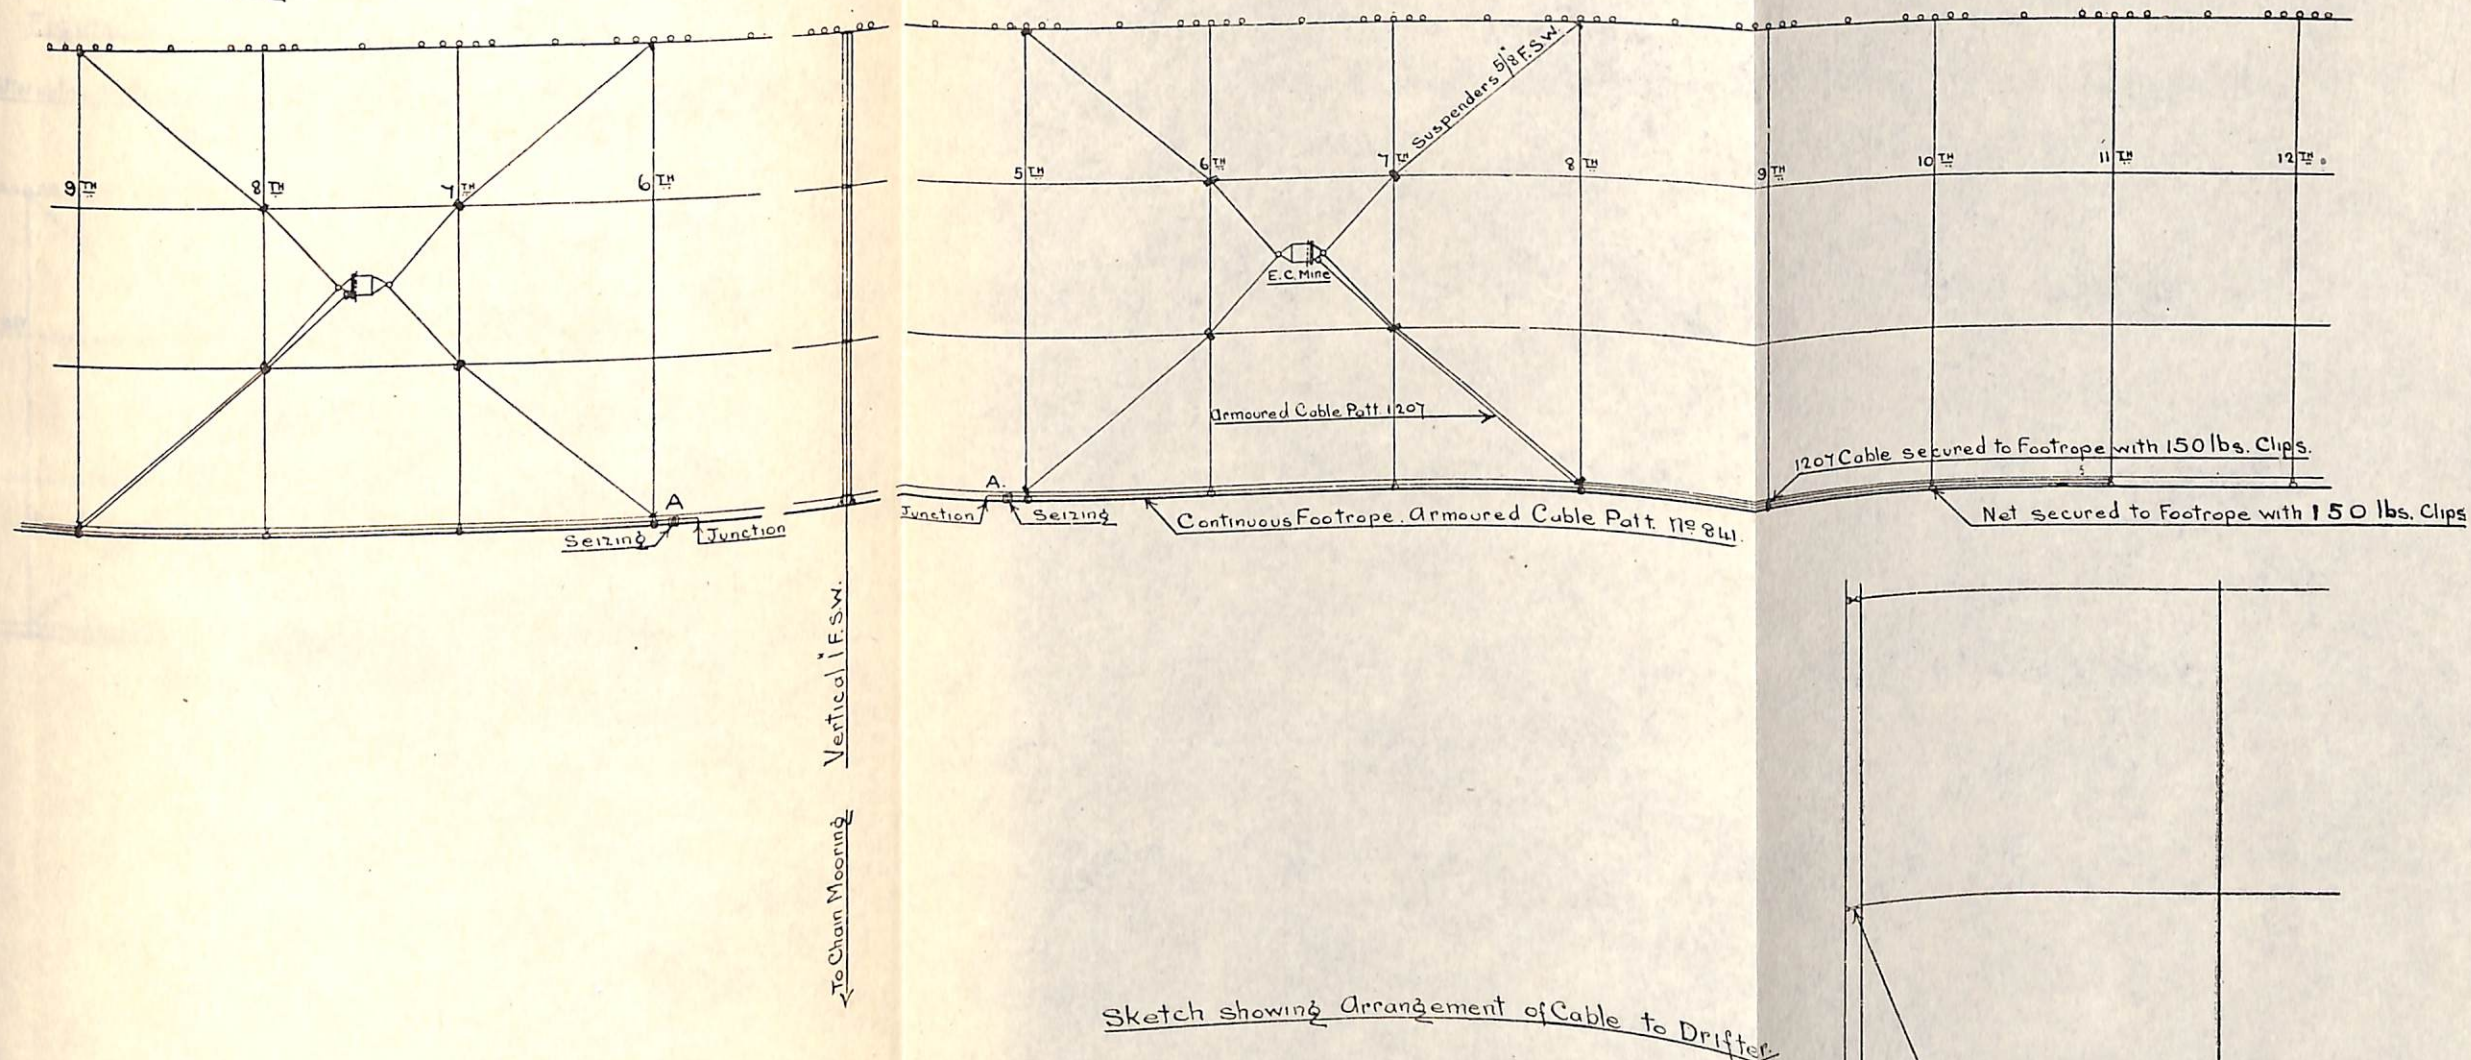 9TH
8TH
7TH
6TH
A
Seizing
Junction
Vertical 1" F.S.W.
To Chain Mooring
5TH
6TH
7TH
8TH
Suspenders 5/8" F.S.W.
E.C. Mine
Armoured Cable Patt. 1207
A.
Junction
Seizing
Continuous Footrope. Armoured Cable Patt. No 841.
9TH
10TH
11TH
12TH.
1207 Cable secured to Footrope with 150 lbs. Clips.
Net secured to Footrope with 150 lbs. Clips
Sketch showing Arrangement of Cable to Drifter.